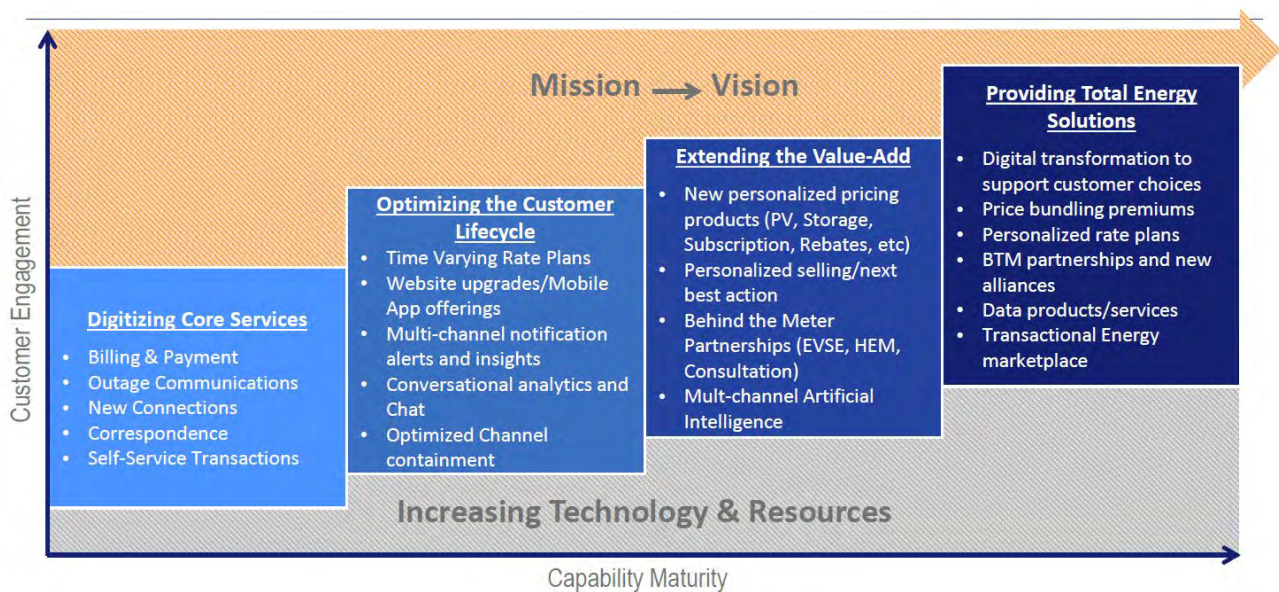 Mission → Vision
Customer Engagement
Digitizing Core Services
• Billing & Payment
• Outage Communications
• New Connections
• Correspondence
• Self-Service Transactions
Optimizing the Customer
Lifecycle
• Time Varying Rate Plans
• Website upgrades/Mobile
App offerings
• Multi-channel notification
alerts and insights
• Conversational analytics and
Chat
• Optimized Channel
containment
Extending the Value-Add
• New personalized pricing
products (PV, Storage,
Subscription, Rebates, etc)
• Personalized selling/next
best action
• Behind the Meter
Partnerships (EVSE, HEM,
Consultation)
• Mult-channel Artificial
Intelligence
Providing Total Energy
Solutions
• Digital transformation to
support customer choices
• Price bundling premiums
• Personalized rate plans
• BTM partnerships and new
alliances
• Data products/services
• Transactional Energy
marketplace
Increasing Technology & Resources
Capability Maturity